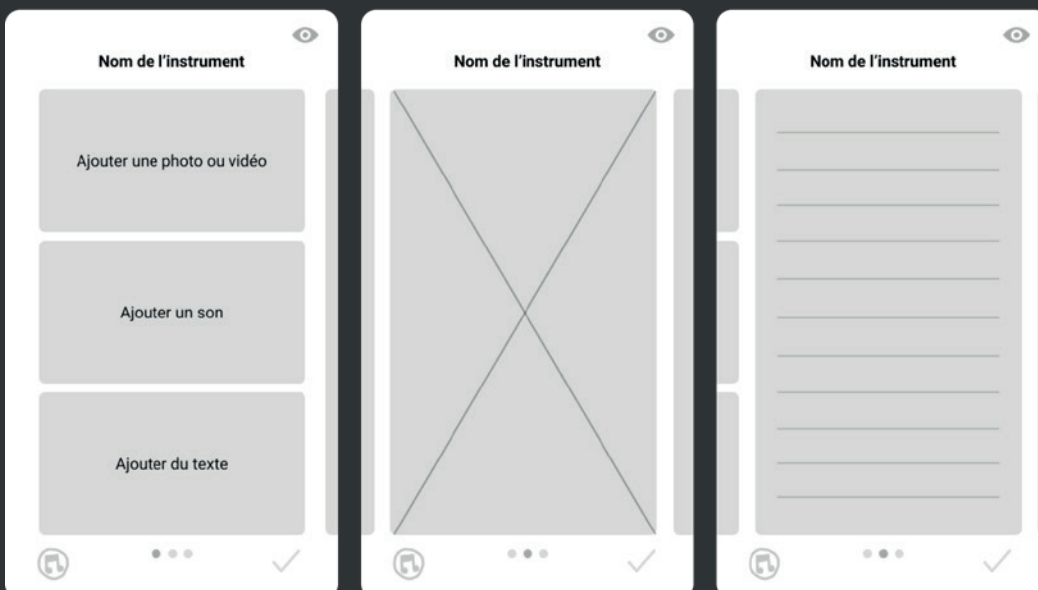 Nom de l’instrument
Ajouter une photo ou vidéo
Ajouter un son
Ajouter du texte
Nom de l’instrument
Nom de l’instrument